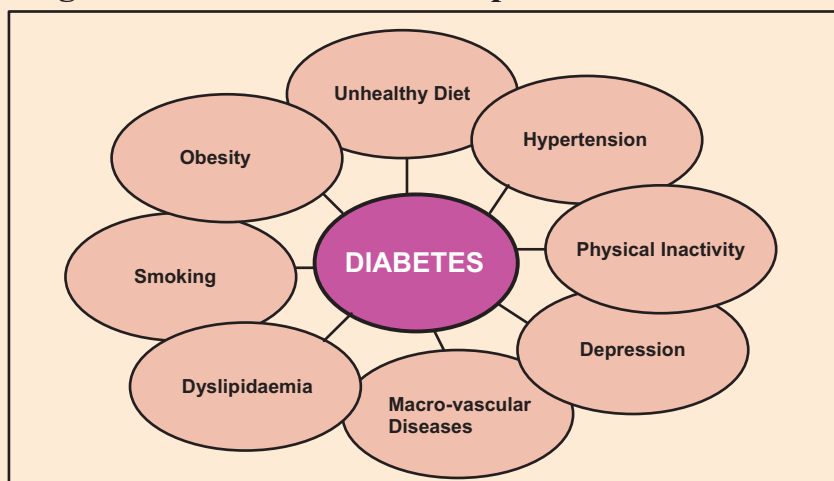 Unhealthy Diet
Hypertension
Obesity
Physical Inactivity
DIABETES
Smoking
Depression
Dyslipidaemia
Macro-vascular
Diseases